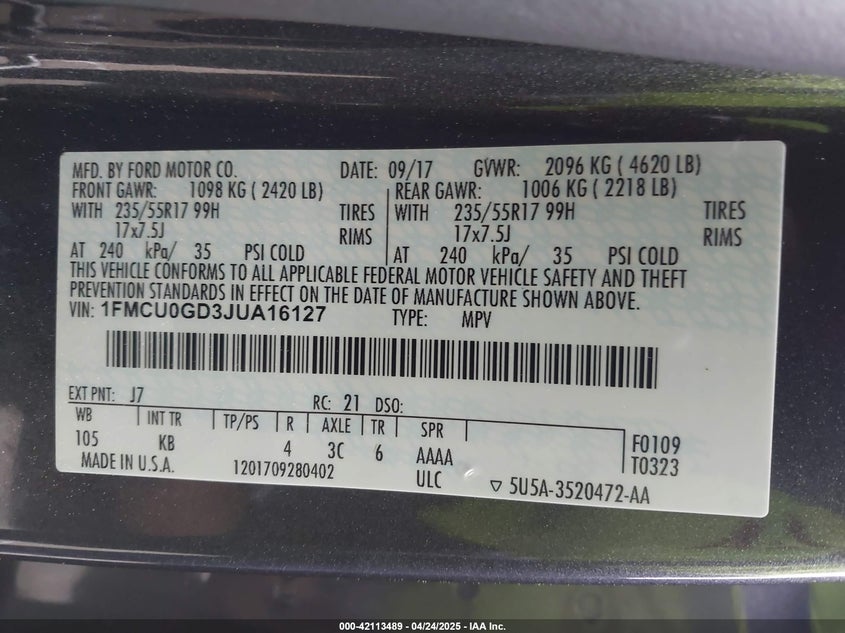 MFD. BY FORD MOTOR CO. DATE: 09/17 GVWR: 2096 KG ( 4620 LB)
FRONT GAWR: 1098 KG ( 2420 LB) REAR GAWR: 1006 KG ( 2218 LB)
WITH 235/55R17 99H TIRES WITH 235/55R17 99H TIRES
17x7.5J RIMS 17x7.5J RIMS
AT 240 kPa/ 35 PSI COLD AT 240 kPa/ 35 PSI COLD
THIS VEHICLE CONFORMS TO ALL APPLICABLE FEDERAL MOTOR VEHICLE SAFETY AND THEFT
PREVENTION STANDARDS IN EFFECT ON THE DATE OF MANUFACTURE SHOWN ABOVE.
VIN: 1FMCU0GD3JUA16127 TYPE: MPV
EXT PNT: J7 RC: 21 DSO:
WB INT TR TP/PS R AXLE TR SPR
105 KB 4 3C 6 AAAA F0109
MADE IN U.S.A. 1201709280402 ULC T0323
5U5A-3520472-AA
000-42113489 - 04/24/2025 - IAA Inc.